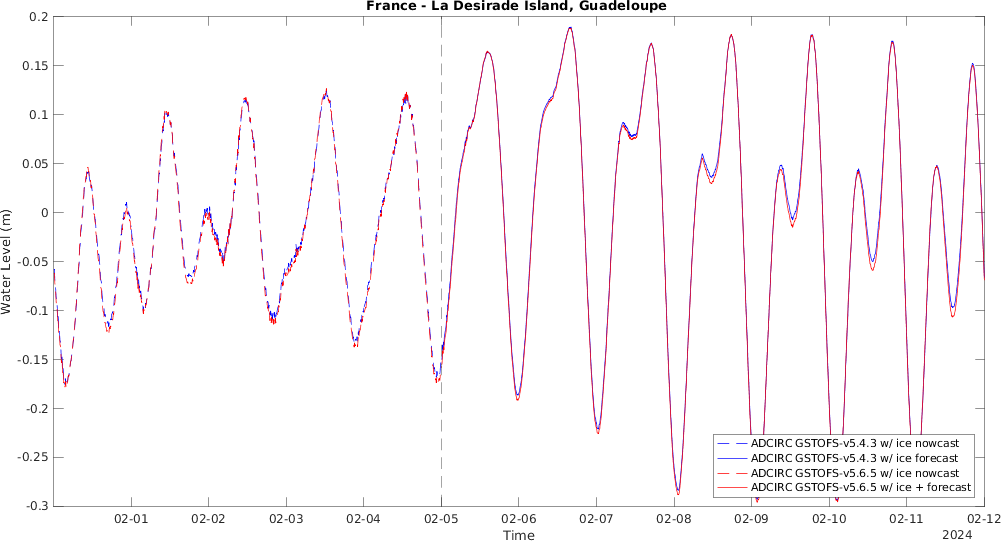 France - La Desirade Island, Guadeloupe
Water Level (m)
0.2
0.15
0.1
0.05
0
-0.05
-0.1
-0.15
-0.2
-0.25
-0.3
ADCIRC GSTOFS-v5.4.3 w/ ice nowcast
ADCIRC GSTOFS-v5.4.3 w/ ice forecast
ADCIRC GSTOFS-v5.6.5 w/ ice nowcast
ADCIRC GSTOFS-v5.6.5 w/ ice + forecast
02-01 02-02 02-03 02-04 02-05 02-06 02-07 02-08 02-09 02-10 02-11 02-12
Time
2024